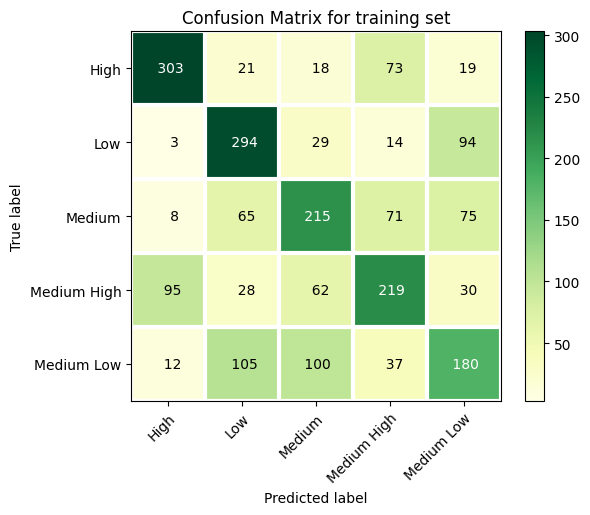 Confusion Matrix for training set
True label
High 303 21 18 73 19
Low 3 294 29 14 94
Medium 8 65 215 71 75
Medium High 95 28 62 219 30
Medium Low 12 105 100 37 180
High Low Medium Medium High Medium Low
Predicted label
300
250
200
150
100
50